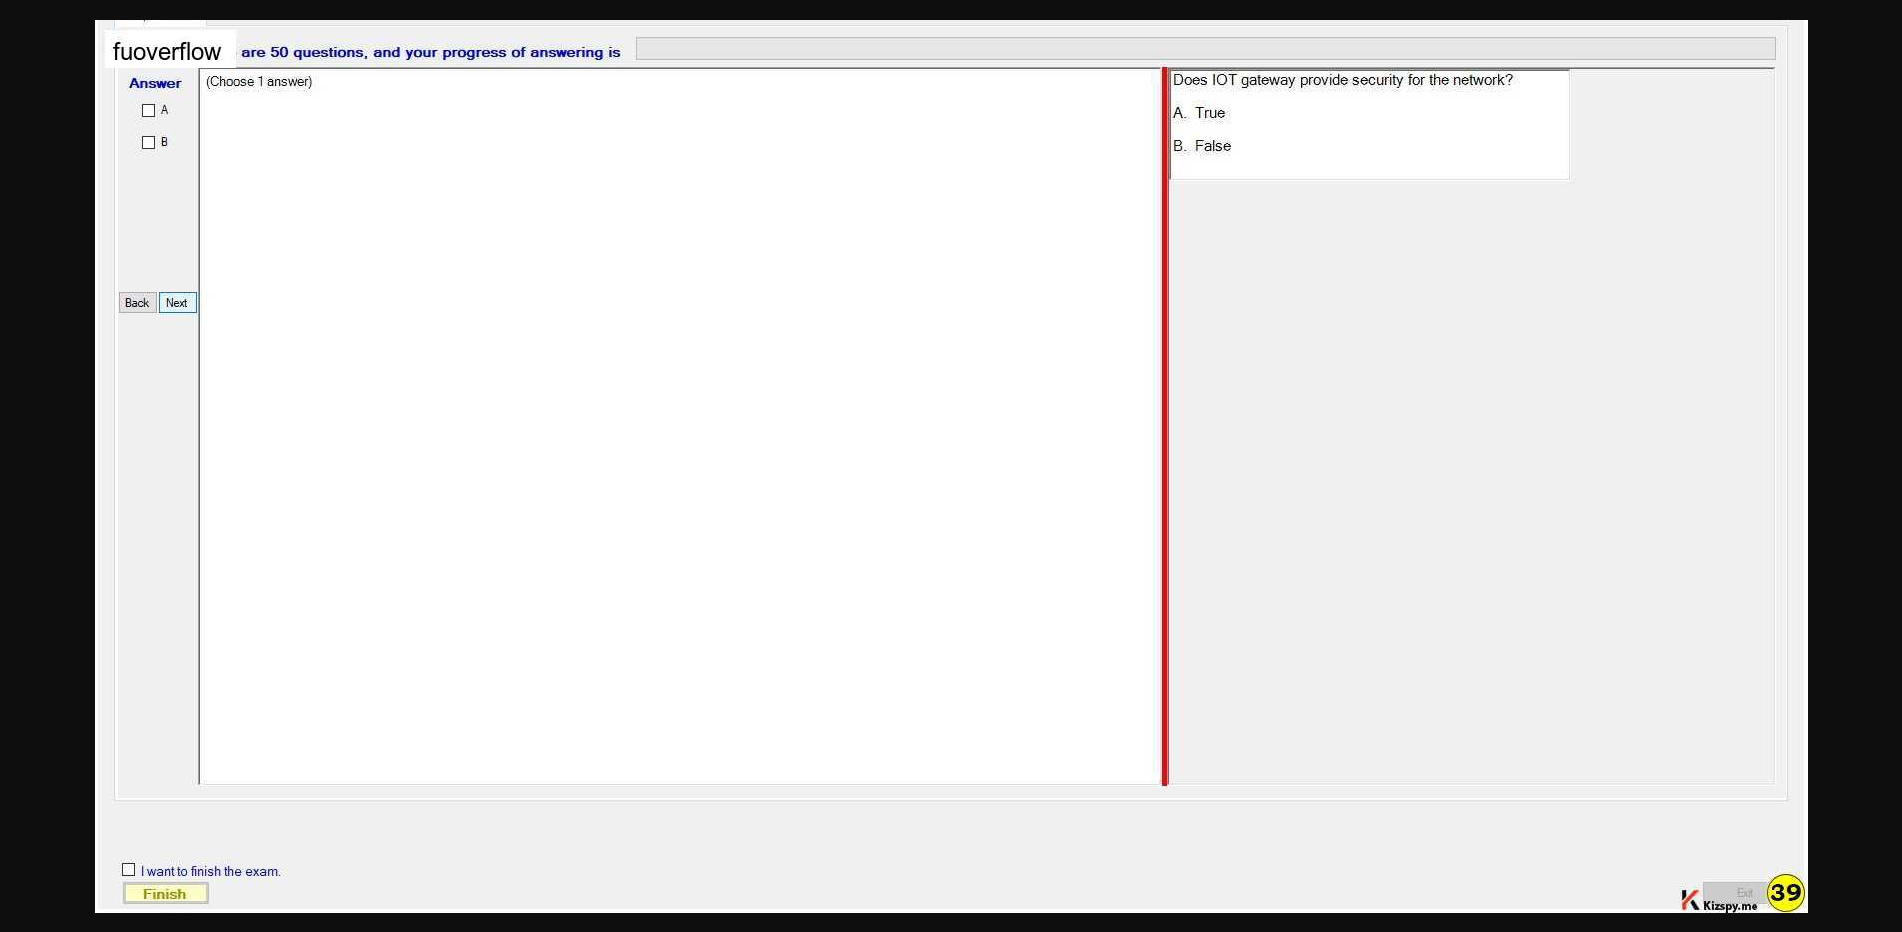 fuoverflow are 50 questions, and your progress of answering is
Answer
(Choose 1 answer)
A
B
Does IOT gateway provide security for the network?
A. True
B. False
Back Next
I want to finish the exam.
Finish
Exit
Kizspy.me
39